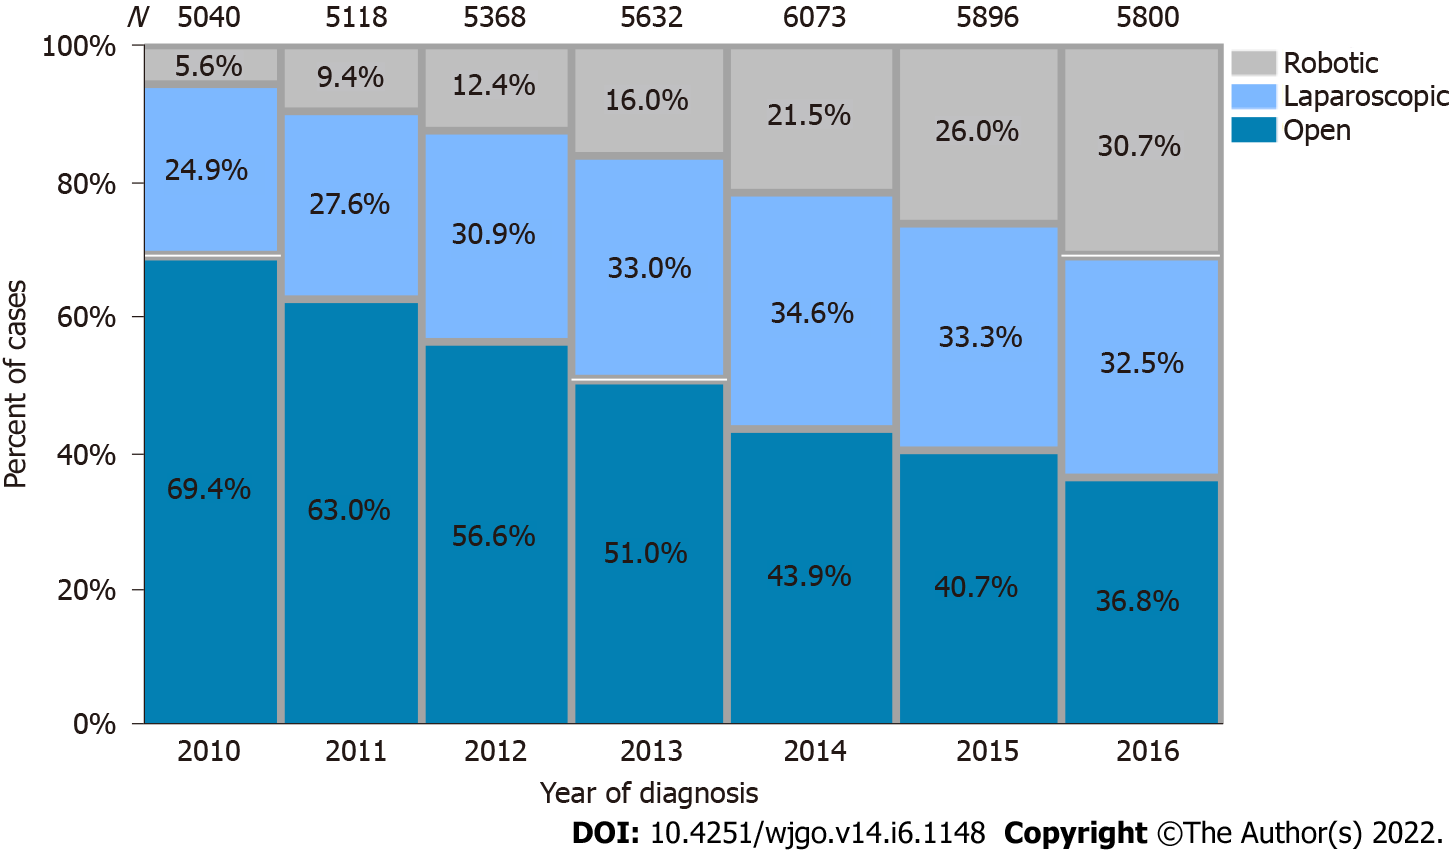 N 5040 5118 5368 5632 6073 5896 5800
100%
80%
60%
40%
20%
0%
Percent of cases
5.6% 9.4% 12.4% 16.0% 21.5% 26.0% 30.7%
24.9% 27.6% 30.9% 33.0% 34.6% 33.3% 32.5%
69.4% 63.0% 56.6% 51.0% 43.9% 40.7% 36.8%
Robotic
Laparoscopic
Open
2010 2011 2012 2013 2014 2015 2016
Year of diagnosis
DOI: 10.4251/wjgo.v14.i6.1148 Copyright ©The Author(s) 2022.